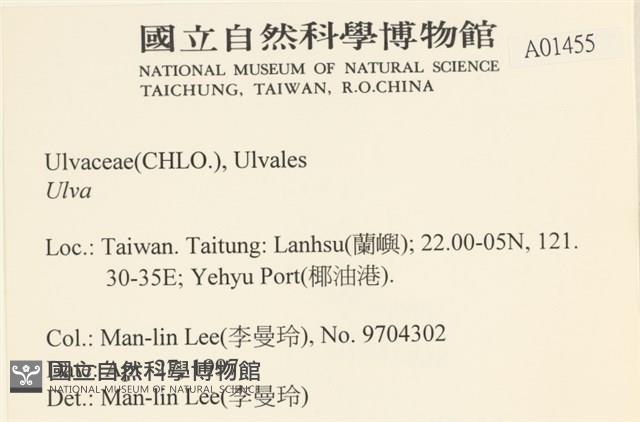 國立自然科學博物館
A01455
NATIONAL MUSEUM OF NATURAL SCIENCE
TAICHUNG, TAIWAN, R.O.CHINA
Ulvaceae(CHLO.), Ulvales
Ulva
Loc.: Taiwan. Taitung: Lanhsu(蘭嶼); 22.00-05N, 121.
30-35E; Yehyu Port(椰油港).
Col.: Man-lin Lee(李曼玲), No. 9704302
國立自然科學博物館
NATIONAL MUSEUM OF NATURAL SCIENCE
Det.: Man-lin Lee(李曼玲)